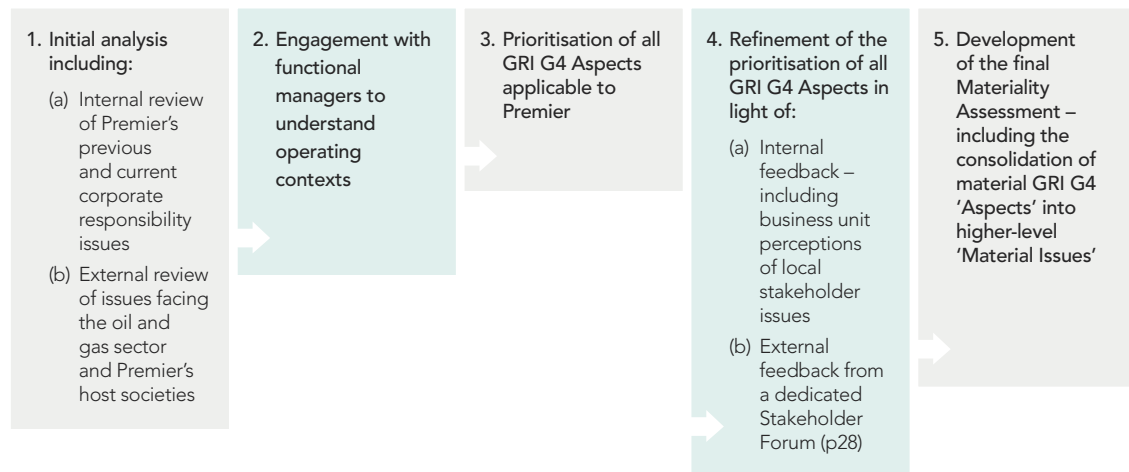 1. Initial analysis
including:
(a) Internal review
of Premier's
previous
and current
corporate
responsibility
issues
(b) External review
of issues facing
the oil and
gas sector
and Premier's
host societies
2. Engagement with
functional
managers to
understand
operating
contexts
3. Prioritisation of all
GRI G4 Aspects
applicable to
Premier
4. Refinement of the
prioritisation of all
GRI G4 Aspects in
light of:
(a) Internal
feedback –
including
business unit
perceptions
of local
stakeholder
issues
(b) External
feedback from
a dedicated
Stakeholder
Forum (p28)
5. Development
of the final
Materiality
Assessment –
including the
consolidation of
material GRI G4
'Aspects' into
higher-level
'Material Issues'